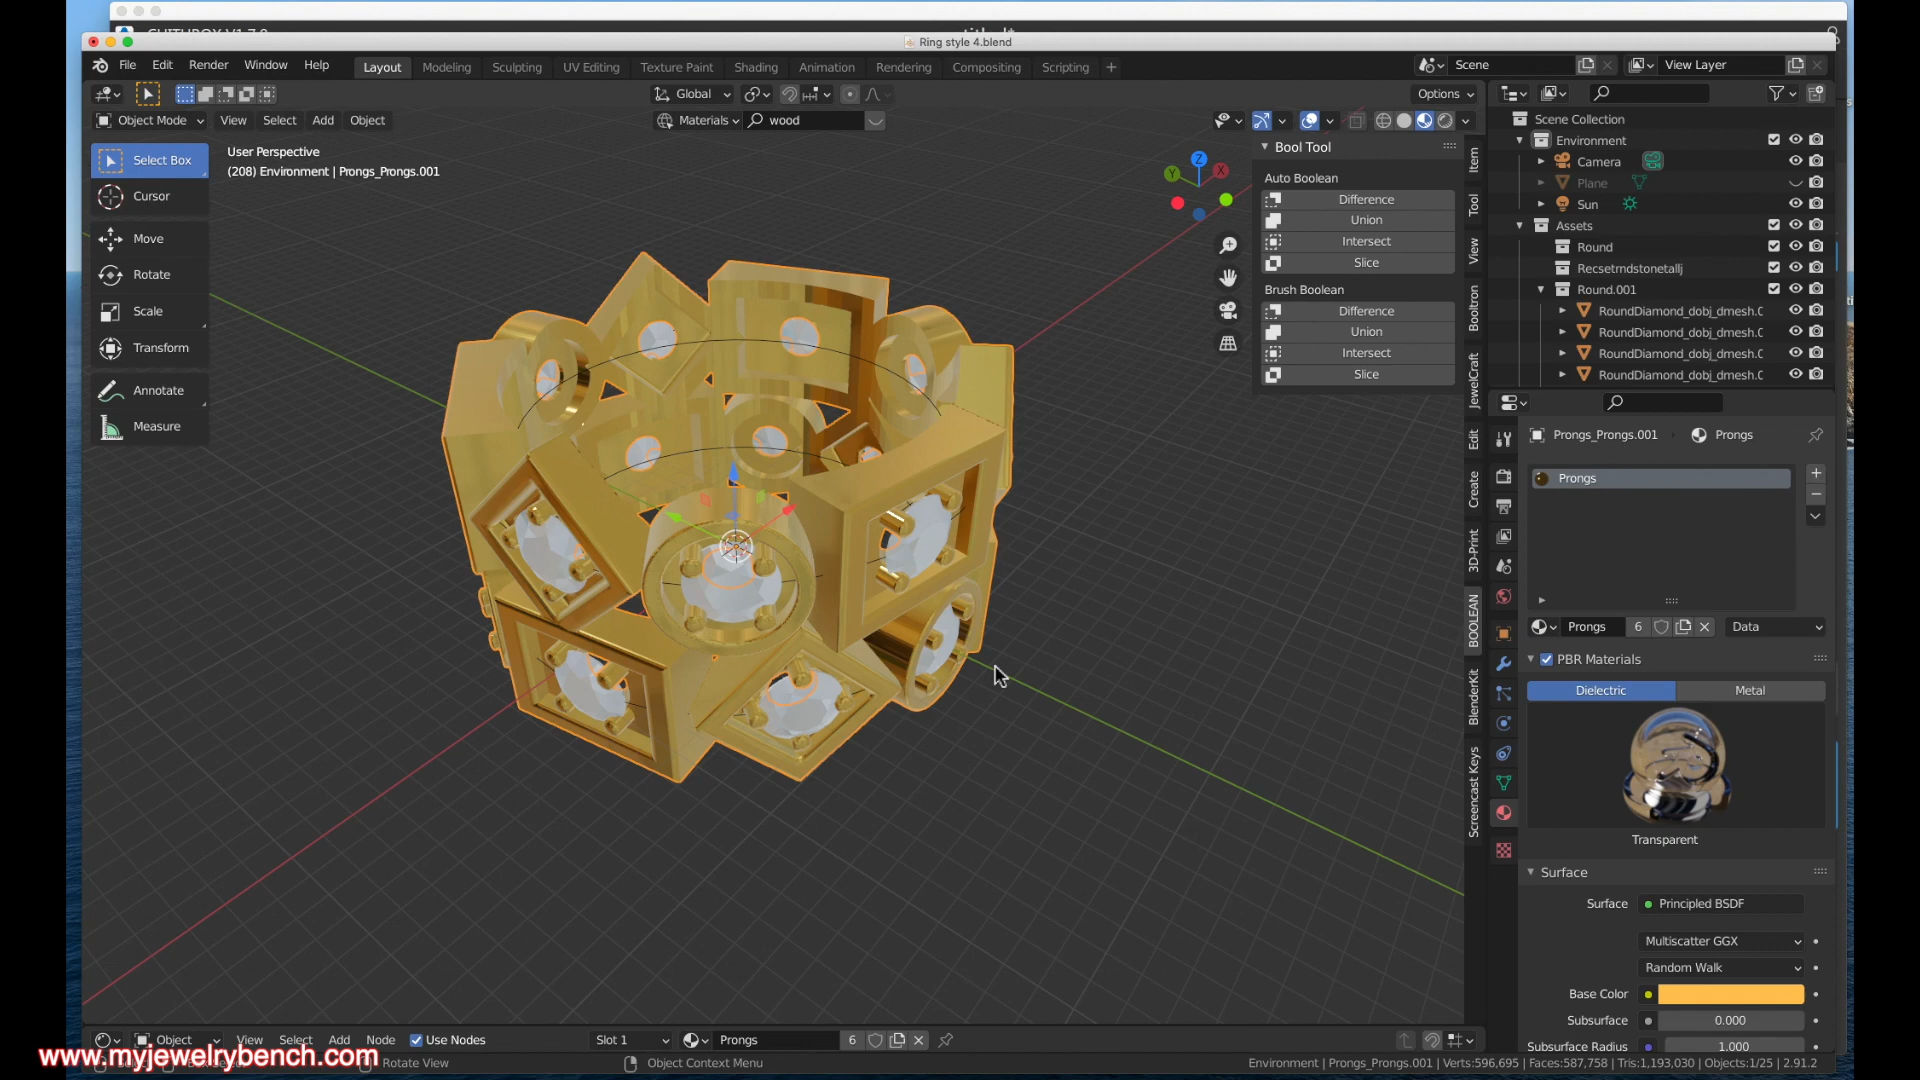 Ring style 4.blend
File Edit Render Window Help Layout Modeling Sculpting UV Editing Texture Paint Shading Animation Rendering Compositing Scripting +
Scene View Layer
Global Options
Object Mode View Select Add Object Materials wood
Select Box
Cursor
Move
Rotate
Scale
Transform
Annotate
Measure
User Perspective
(208) Environment | Prongs_Prongs.001
Z
Y
X
Bool Tool
Auto Boolean
Difference
Union
Intersect
Slice
Brush Boolean
Difference
Union
Intersect
Slice
Item
Tool
View
Booltron
JewelCraft
Edit
Create
3D-Print
BOOLEAN
BlenderKit
Screencast Keys
Scene Collection
Environment
Camera
Plane
Sun
Assets
Round
Recsetrndstonetallj
Round.001
RoundDiamond_dobj_dmesh.0
RoundDiamond_dobj_dmesh.0
RoundDiamond_dobj_dmesh.0
RoundDiamond_dobj_dmesh.0
Prongs_Prongs.001 Prongs
Prongs
Prongs 6 Data
PBR Materials
Dielectric Metal
Transparent
Surface
Surface Principled BSDF
Multiscatter GGX
Random Walk
Base Color
Subsurface 0.000
Subsurface Radius 1.000
Object View Select Add Node Use Nodes Slot 1 Prongs 6
www.myjewelrybench.com
Rotate View Object Context Menu
Environment | Prongs_Prongs.001 | Verts:596,695 | Faces:587,758 | Tris:1,193,030 | Objects:1/25 | 2.91.2